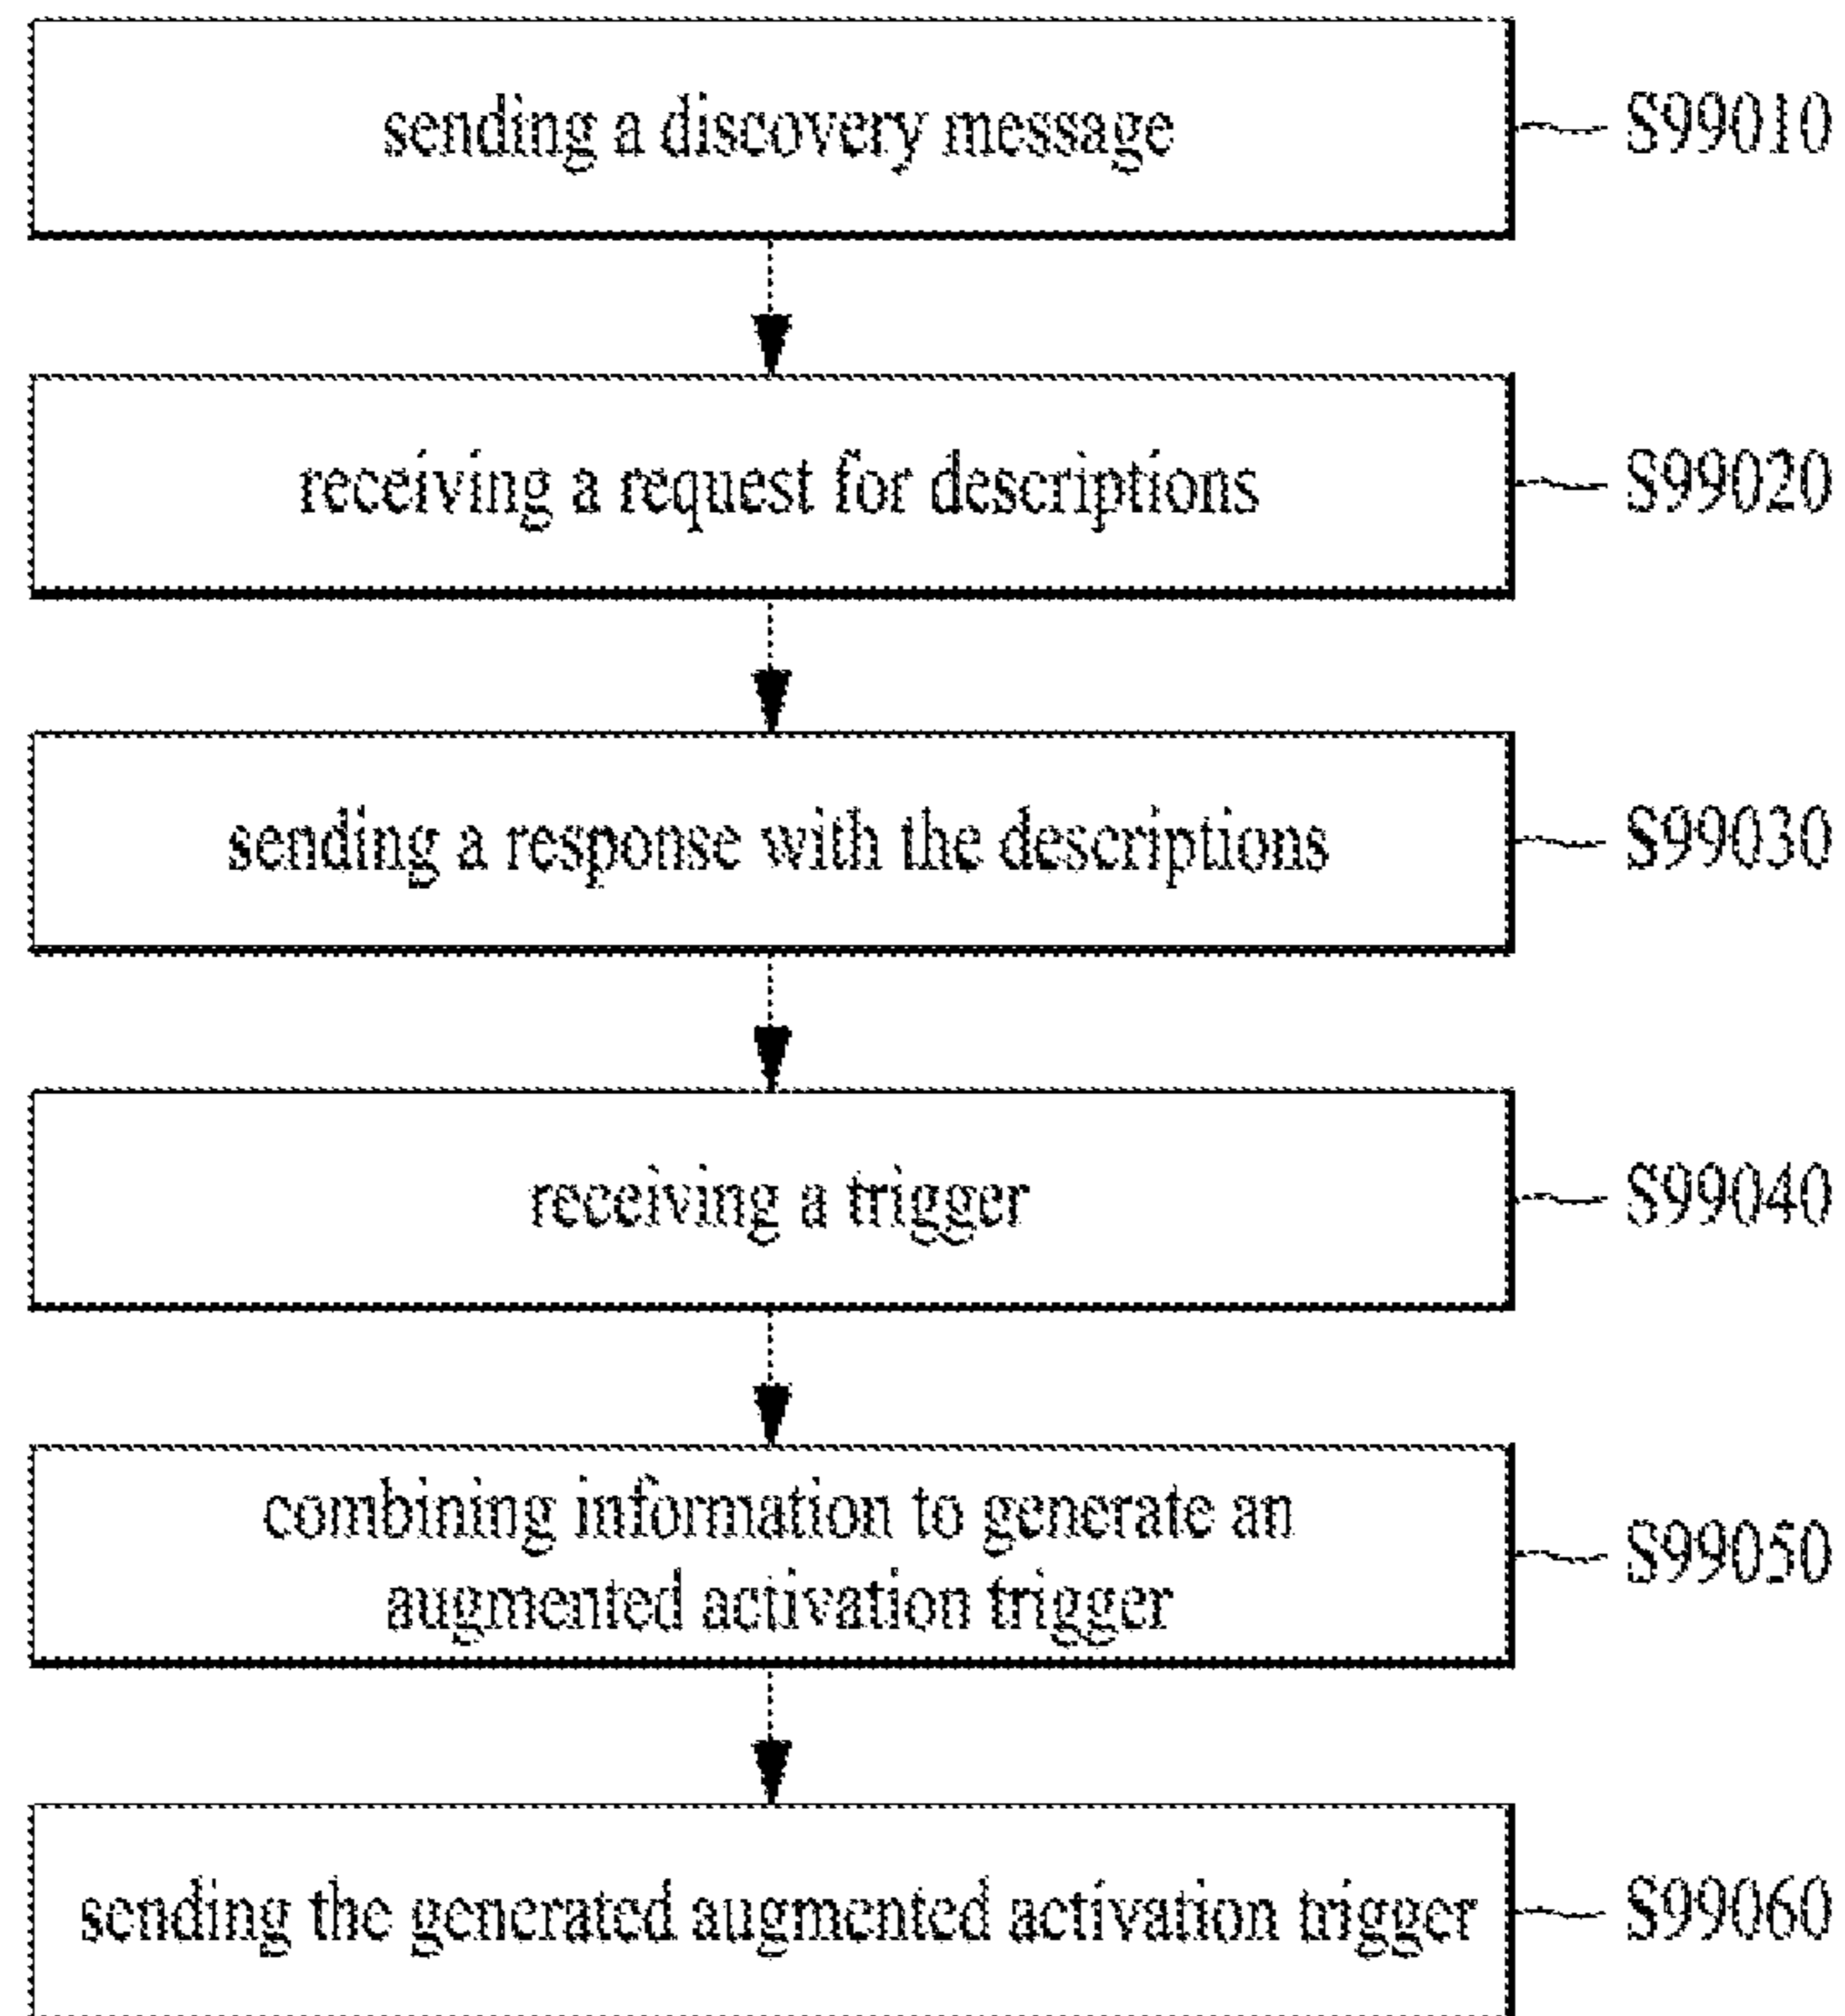 sending a discovery message
S99010
receiving a request for descriptions
S99020
sending a response with the descriptions
S99030
receiving a trigger
S99040
combining information to generate an
augmented activation trigger
S99050
sending the generated augmented activation trigger
S99060